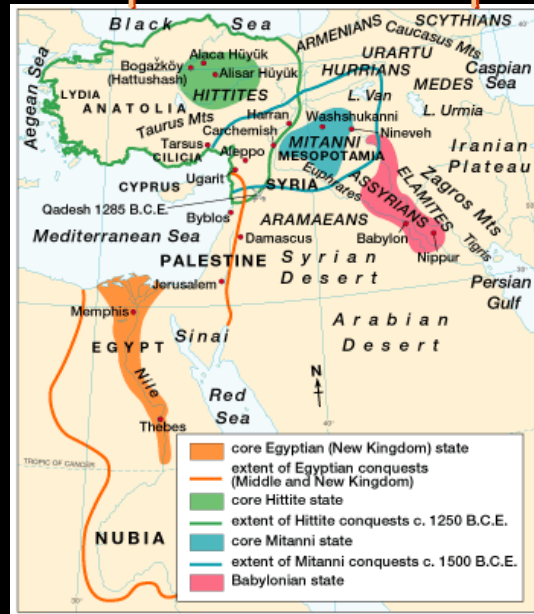 Black Sea
SCYTHIANS
ARMENIANS
Caucasus Mts
Alaca Hüyük
URARTU
Bogazköy
(Hattushash)
Alisar Hüyük
HURRIANS
Caspian
Sea
Aegean Sea
LYDIA
HITTITES
L. Van
MEDES
ANATOLIA
Harran
Washshukanni
L. Urmia
Taurus Mts
Carchemish
Nineveh
Tarsus
MITANNI
Iranian
Plateau
CILICIA
Aleppo
MESOPOTAMIA
CYPRUS
Ugarit
SYRIA
Euphrates
ASSYRIANS
ELAMITES
Zagros Mts
Qadesh 1285 B.C.E.
Byblos
ARAMAEANS
Mediterranean Sea
Damascus
Babylon
Tigris
PALESTINE
Syrian
Desert
Nippur
Jerusalem
Persian
Gulf
Memphis
Sinai
Arabian
Desert
EGYPT
Nile
N
Red
Sea
Thebes
TROPIC OF CANCER
NUBIA
30°
40°
40°
30°
core Egyptian (New Kingdom) state
extent of Egyptian conquests
(Middle and New Kingdom)
core Hittite state
extent of Hittite conquests c. 1250 B.C.E.
core Mitanni state
extent of Mitanni conquests c. 1500 B.C.E.
Babylonian state